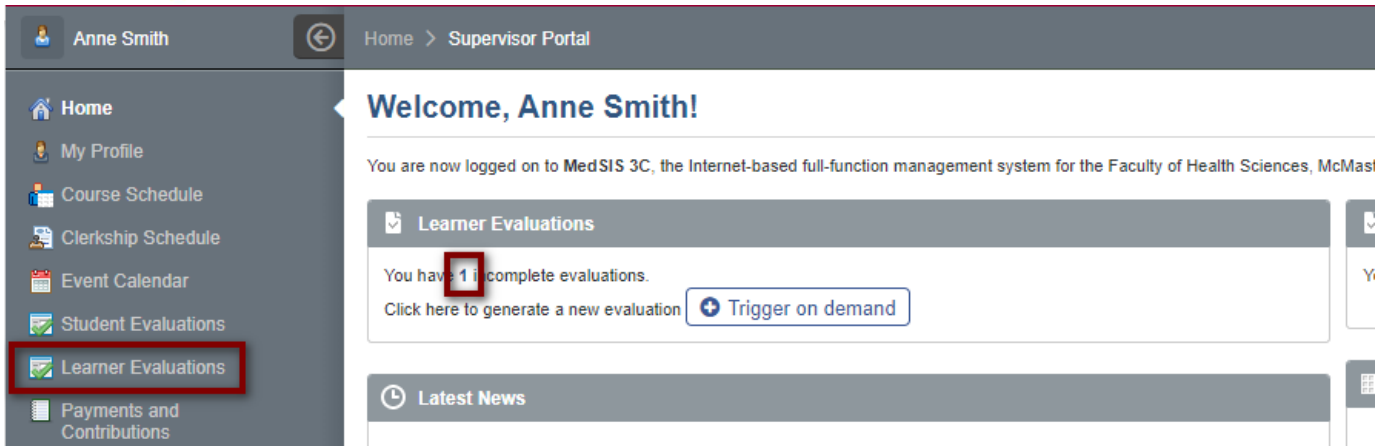 Anne Smith
Home > Supervisor Portal
Home
My Profile
Course Schedule
Clerkship Schedule
Event Calendar
Student Evaluations
Learner Evaluations
Payments and
Contributions
Welcome, Anne Smith!
You are now logged on to MedSIS 3C, the Internet-based full-function management system for the Faculty of Health Sciences, McMast
Learner Evaluations
You have 1 incomplete evaluations.
Click here to generate a new evaluation Trigger on demand
Latest News